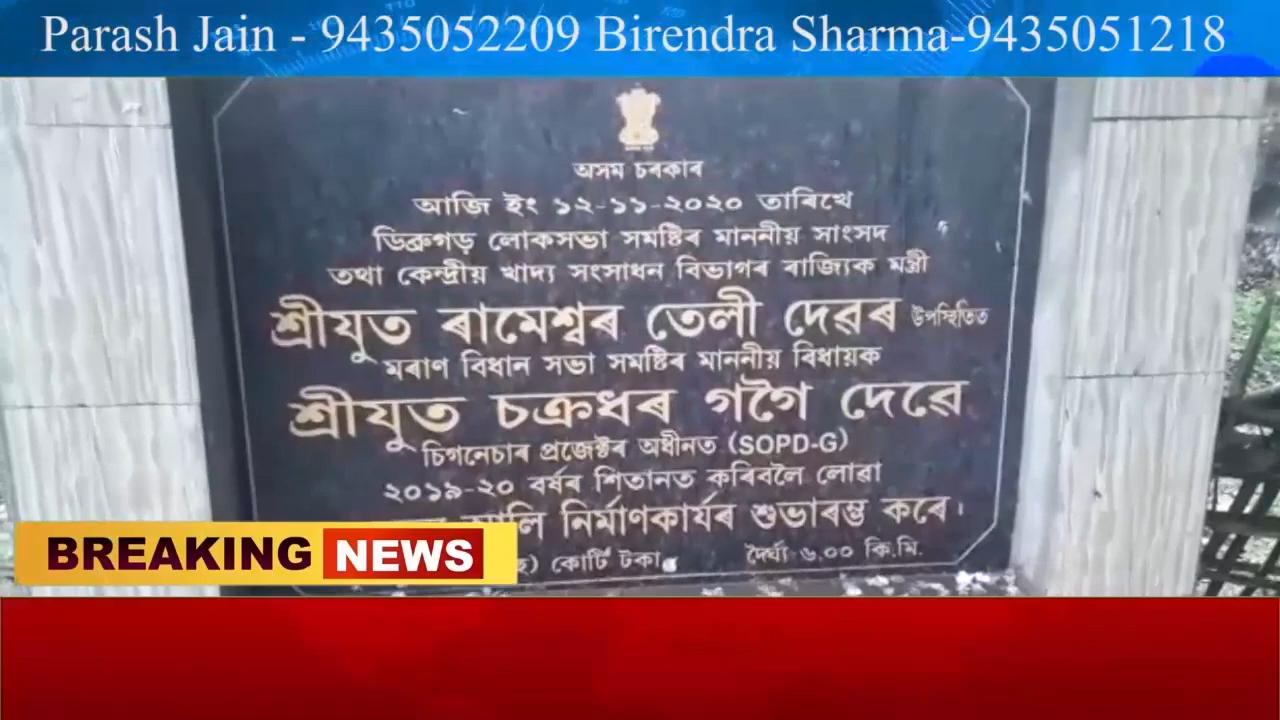 Parash Jain - 9435052209 Birendra Sharma-9435051218
অসম চৰকাৰ
আজি ইং ১২-১১-২০২০ তাৰিখে
ডিব্ৰুগড় লোকসভা সমষ্টিৰ মাননীয় সাংসদ
তথা কেন্দ্ৰীয় খাদ্য সংসাধন বিভাগৰ ৰাজ্যিক মন্ত্ৰী
শ্ৰীযুত ৰামেশ্বৰ তেলী দেৱৰ উপস্থিতিত
মৰাণ বিধান সভা সমষ্টিৰ মাননীয় বিধায়ক
শ্ৰীযুত চক্ৰধৰ গগৈ দেৱে
চিগনেচাৰ প্ৰজেক্টৰ অধীনত (SOPD-G)
২০১৯-২০ বৰ্ষৰ শিতানত কৰিবলৈ লোৱা
আলি নিৰ্মাণকাৰ্যৰ শুভাৰম্ভ কৰে।
কোটি টকা দৈৰ্ঘ্য ৬.০০ কি.মি.
BREAKING NEWS